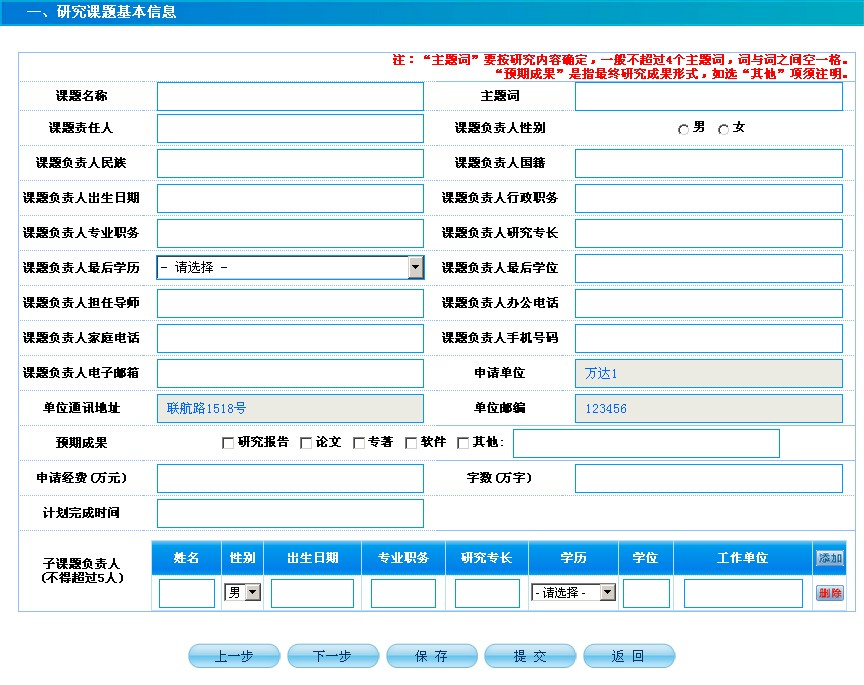 一、研究课题基本信息
注：“主题词”要按研究内容确定，一般不超过4个主题词，词与词之间空一格。
“预期成果”是指最终研究成果形式，如选“其他”项须注明。
课题名称 主题词
课题责任人 课题负责人性别 男 女
课题负责人民族 课题负责人国籍
课题负责人出生日期 课题负责人行政职务
课题负责人专业职务 课题负责人研究专长
课题负责人最后学历 - 请选择 - 课题负责人最后学位
课题负责人担任导师 课题负责人办公电话
课题负责人家庭电话 课题负责人手机号码
课题负责人电子邮箱 申请单位 万达1
单位通讯地址 联航路1518号 单位邮编 123456
预期成果 研究报告 论文 专著 软件 其他:
申请经费(万元) 字数(万字)
计划完成时间
子课题负责人
(不得超过5人)
姓名 性别 出生日期 专业职务 研究专长 学历 学位 工作单位 添加
男 - 请选择 - 删除
上一步 下一步 保 存 提 交 返 回